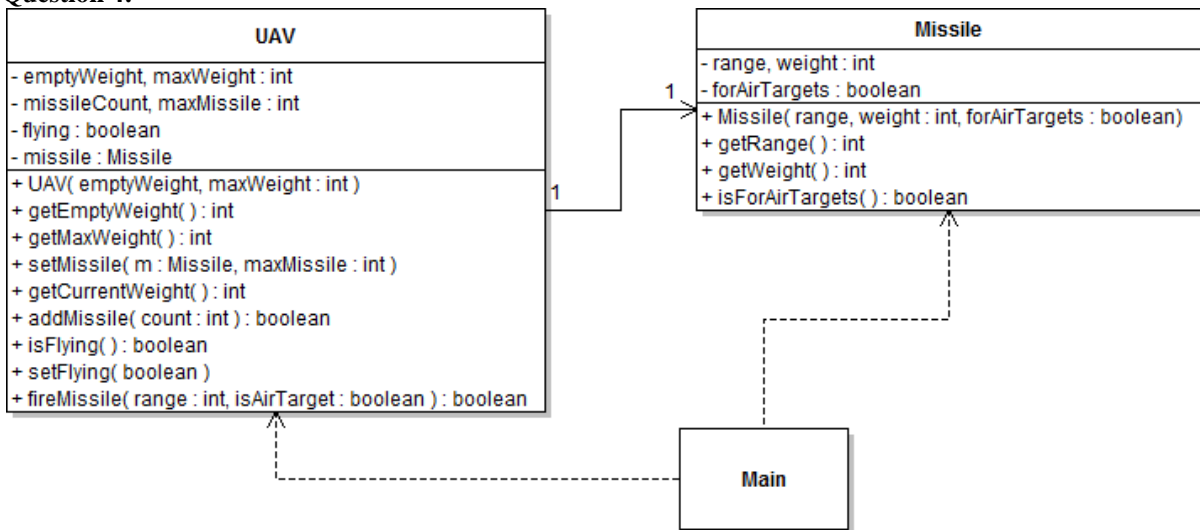 UAV
- emptyWeight, maxWeight : int
- missileCount, maxMissile : int
- flying : boolean
- missile : Missile
+ UAV( emptyWeight, maxWeight : int )
+ getEmptyWeight( ) : int
+ getMaxWeight( ) : int
+ setMissile( m : Missile, maxMissile : int )
+ getCurrentWeight( ) : int
+ addMissile( count : int ) : boolean
+ isFlying( ) : boolean
+ setFlying( boolean )
+ fireMissile( range : int, isAirTarget : boolean ) : boolean
1
1
Missile
- range, weight : int
- forAirTargets : boolean
+ Missile( range, weight : int, forAirTargets : boolean)
+ getRange( ) : int
+ getWeight( ) : int
+ isForAirTargets( ) : boolean
Main